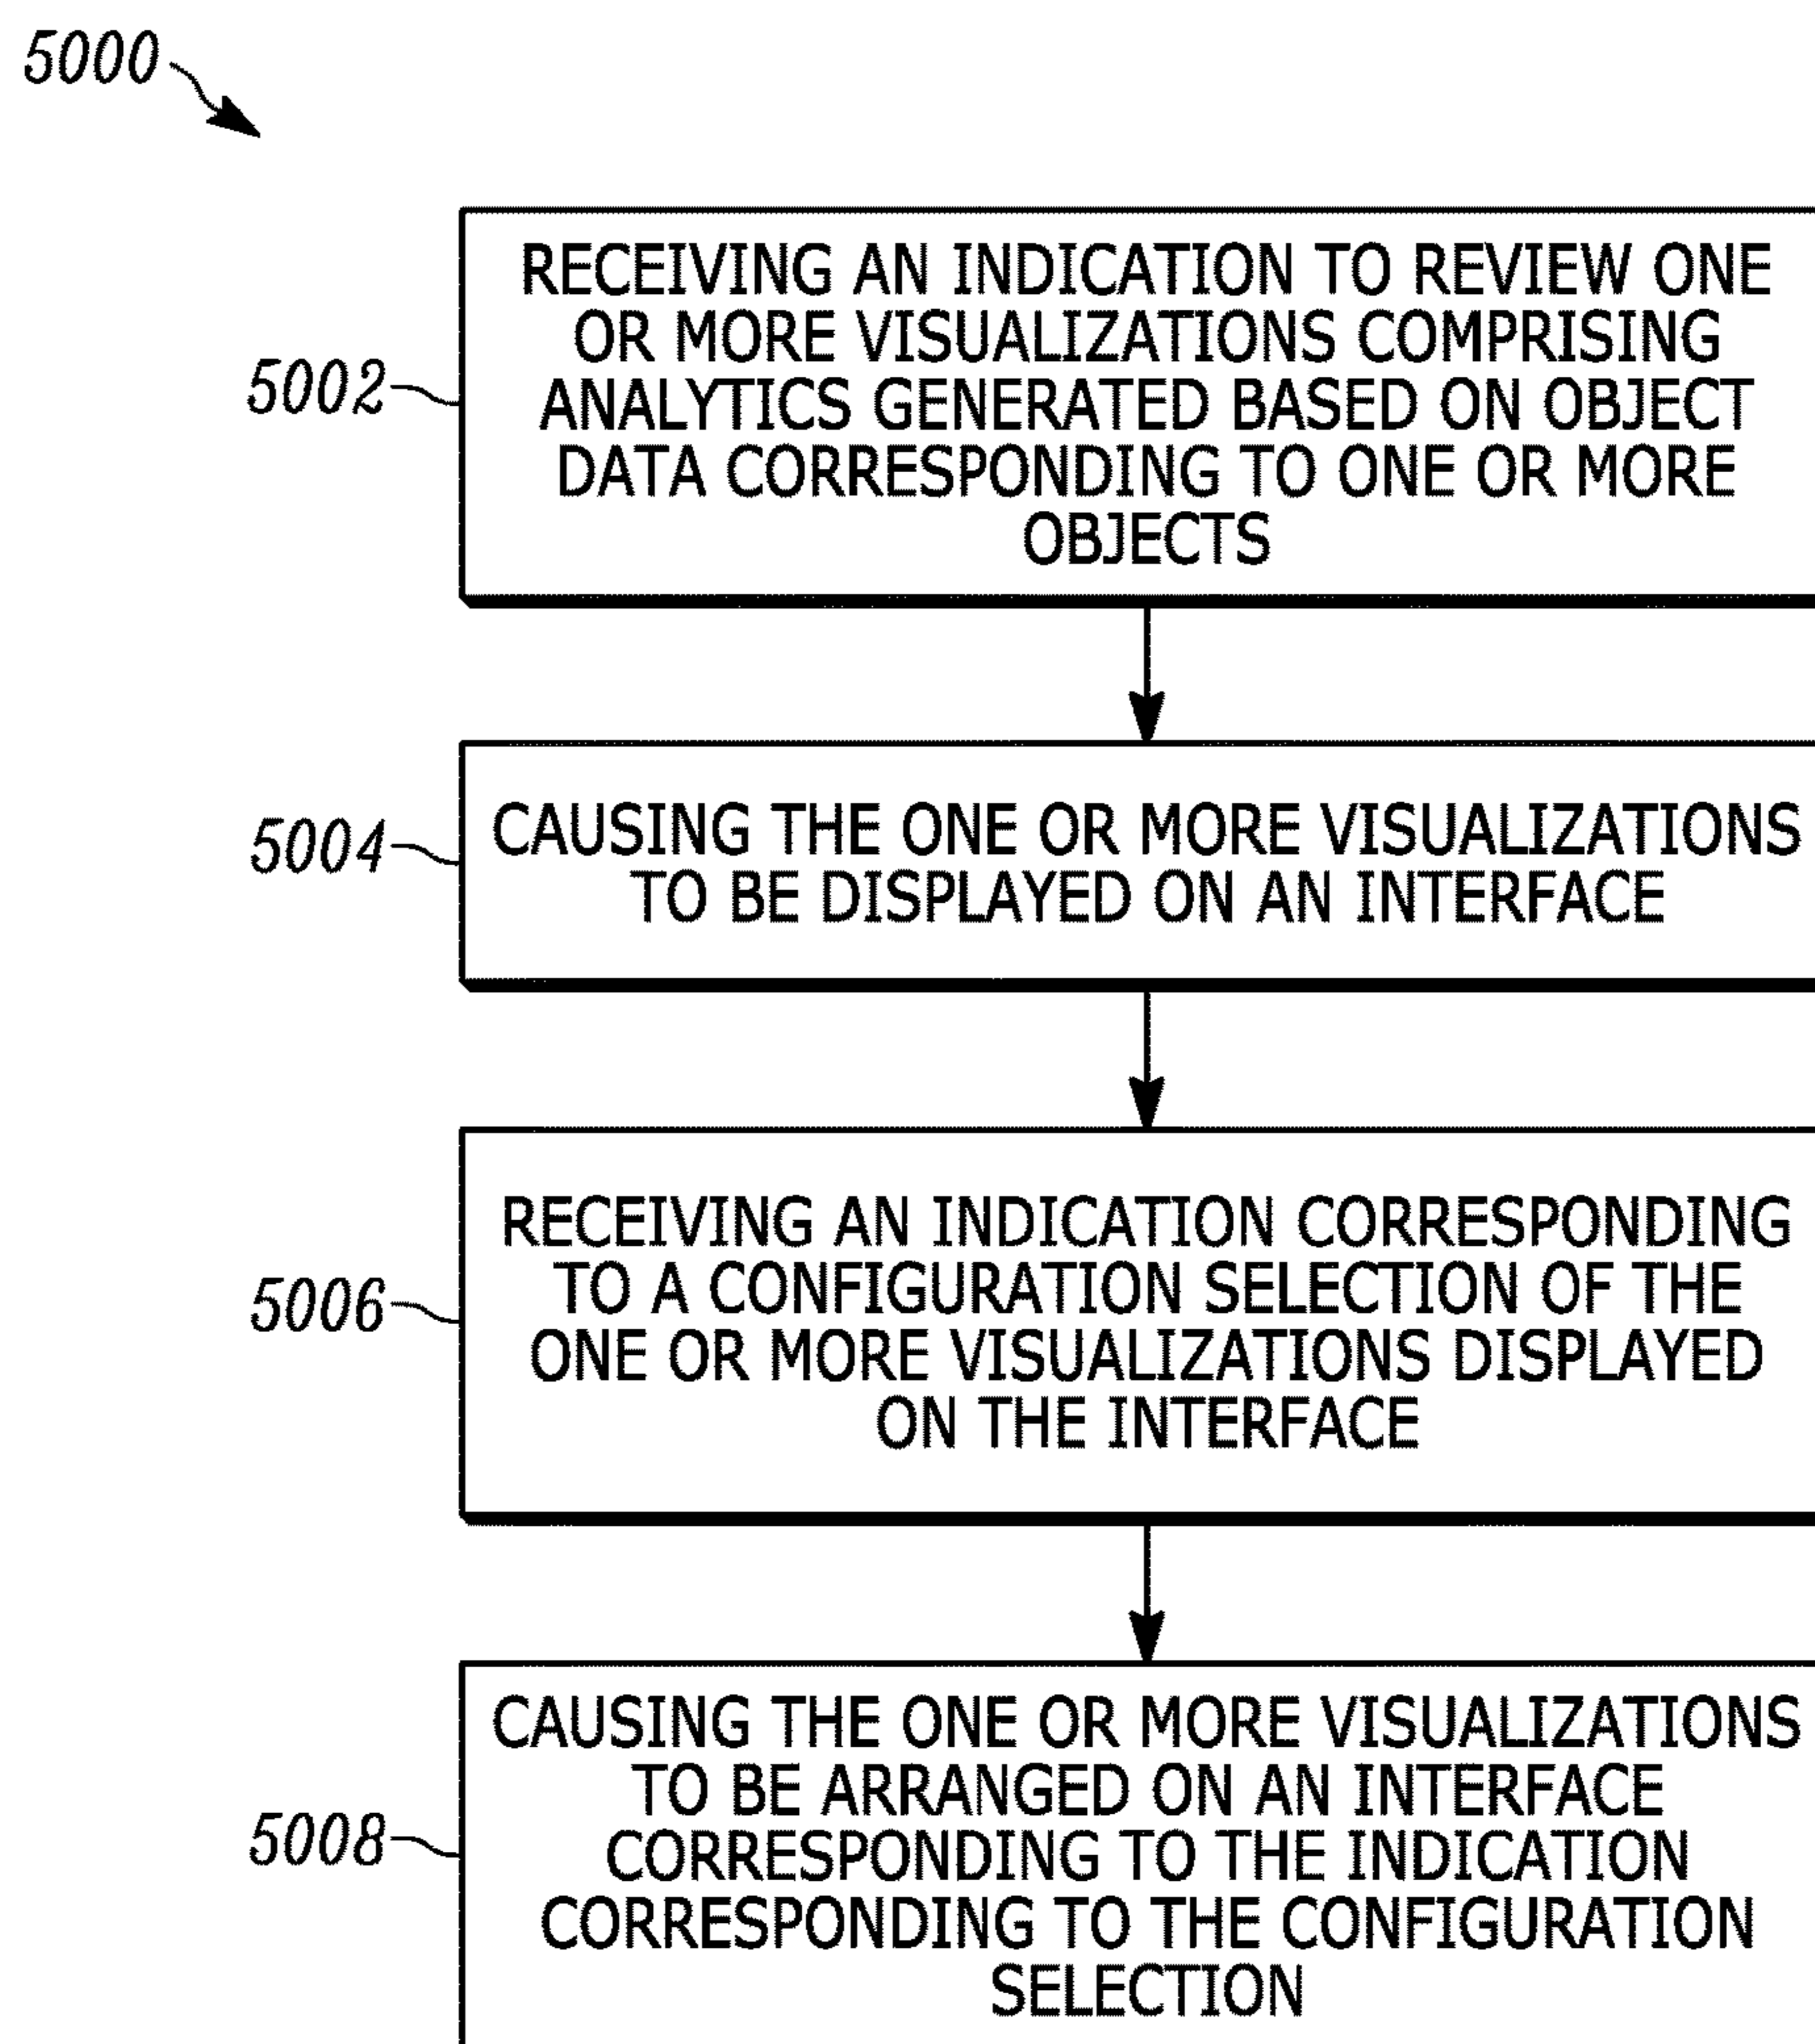 5000
RECEIVING AN INDICATION TO REVIEW ONE
OR MORE VISUALIZATIONS COMPRISING
5002
ANALYTICS GENERATED BASED ON OBJECT
DATA CORRESPONDING TO ONE OR MORE
OBJECTS
5004
CAUSING THE ONE OR MORE VISUALIZATIONS
TO BE DISPLAYED ON AN INTERFACE
RECEIVING AN INDICATION CORRESPONDING
TO A CONFIGURATION SELECTION OF THE
5006
ONE OR MORE VISUALIZATIONS DISPLAYED
ON THE INTERFACE
CAUSING THE ONE OR MORE VISUALIZATIONS
TO BE ARRANGED ON AN INTERFACE
5008
CORRESPONDING TO THE INDICATION
CORRESPONDING TO THE CONFIGURATION
SELECTION